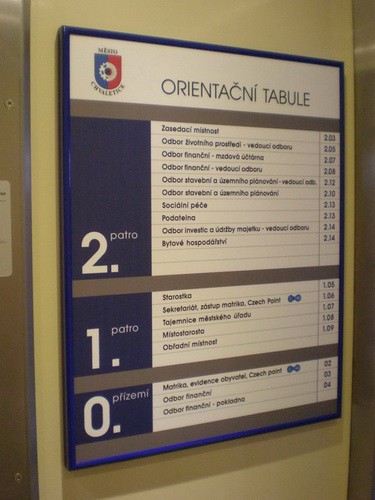 MĚSTO
CHVALETICE
ORIENTAČNÍ TABULE
2. patro
Zasedací místnost 2.03
Odbor životního prostředí - vedoucí odboru 2.05
Odbor finanční - mzdová účtárna 2.07
Odbor finanční - vedoucí odboru 2.08
Odbor stavební a územního plánování - vedoucí odb. 2.12
Odbor stavební a územního plánování 2.10
Sociální péče 2.13
Podatelna 2.13
Odbor investic a údržby majetku - vedoucí odboru 2.14
Bytové hospodářství 2.14
1. patro
Starostka 1.05
Sekretariát, zástup matrika, Czech Point 1.06
Tajemnice městského úřadu 1.07
Místostarosta 1.08
Obřadní místnost 1.09
0. přízemí
Matrika, evidence obyvatel, Czech point 02
Odbor finanční 03
Odbor finanční - pokladna 04